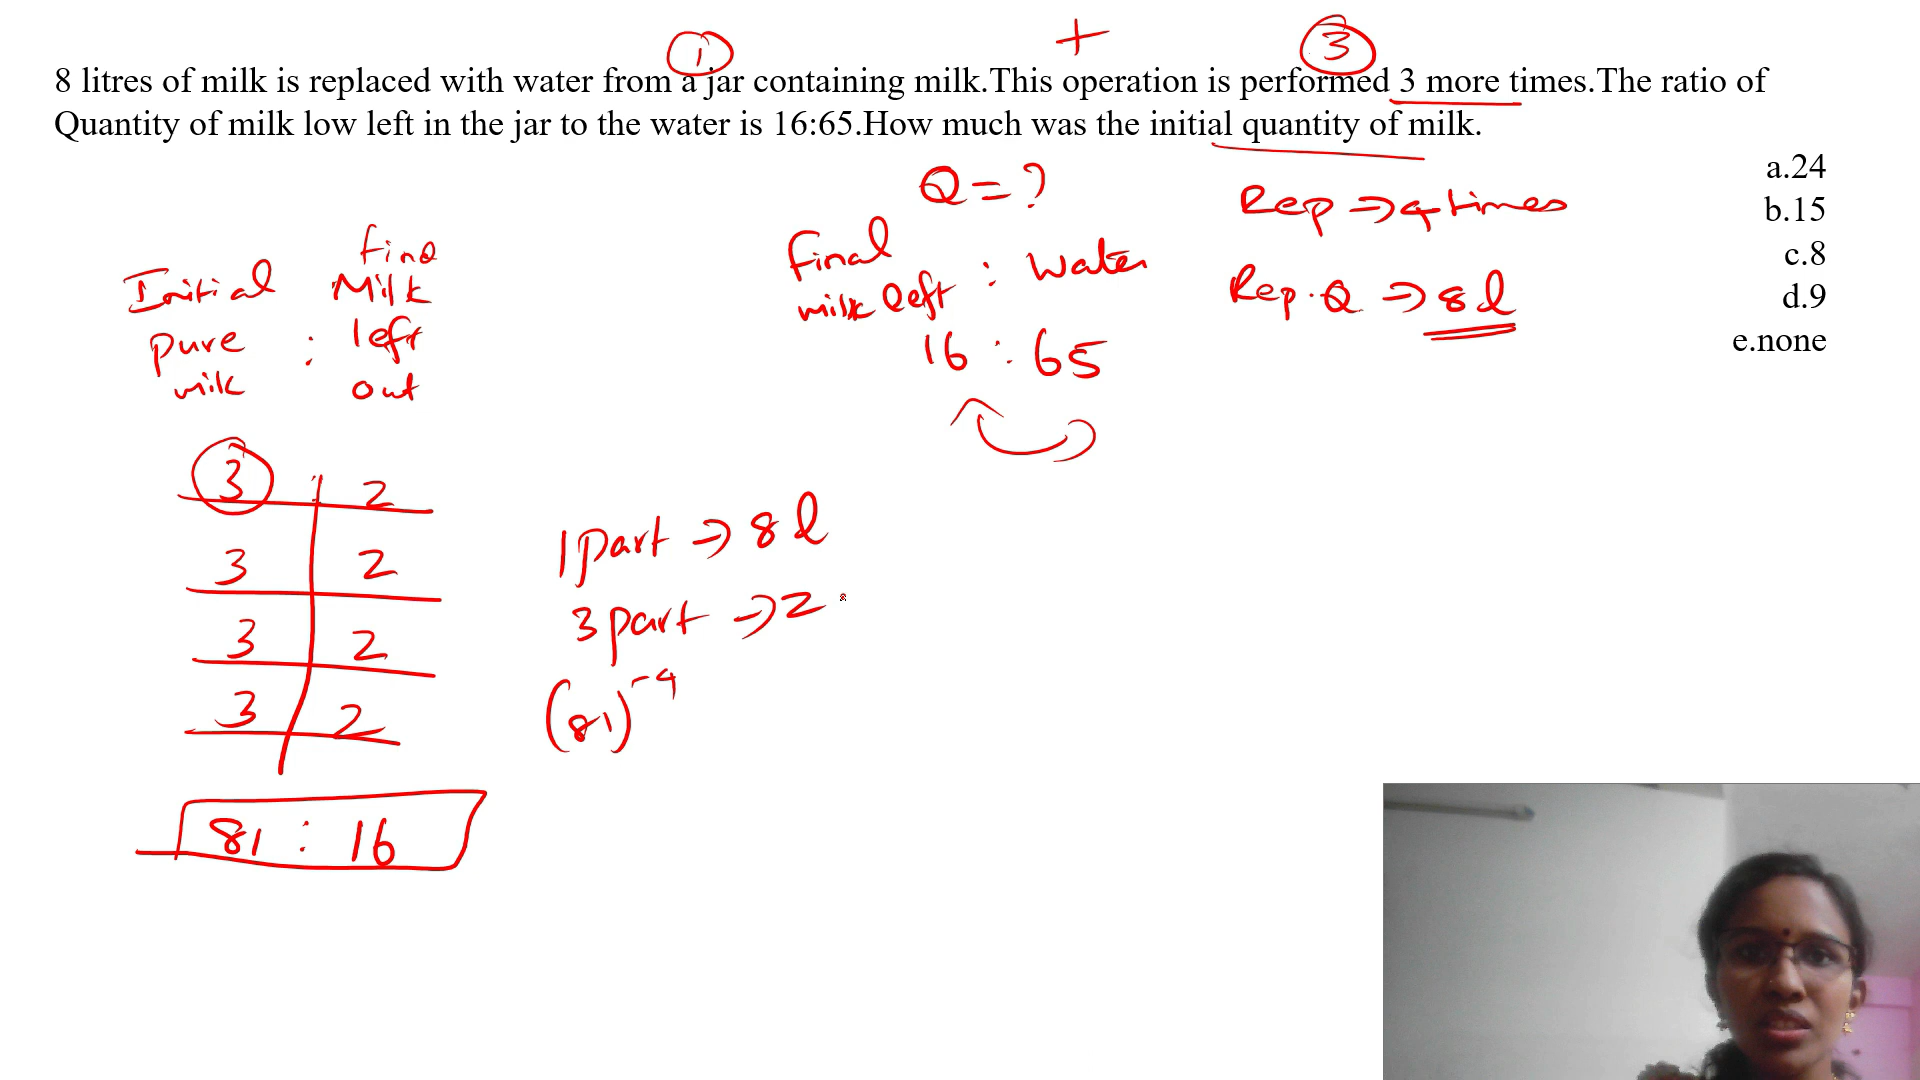 1 + 3
8 litres of milk is replaced with water from a jar containing milk.This operation is performed 3 more times.The ratio of
Quantity of milk low left in the jar to the water is 16:65.How much was the initial quantity of milk.
a.24
b.15
c.8
d.9
e.none
Q = ?
Rep => 4 times
Rep. Q => 8 l
Final
milk left : Water
16 : 65
Final
Initial Milk
pure : left
milk out
3 2
3 2
3 2
3 2
81 : 16
1 part => 8 l
3 part => 2
(81)-4